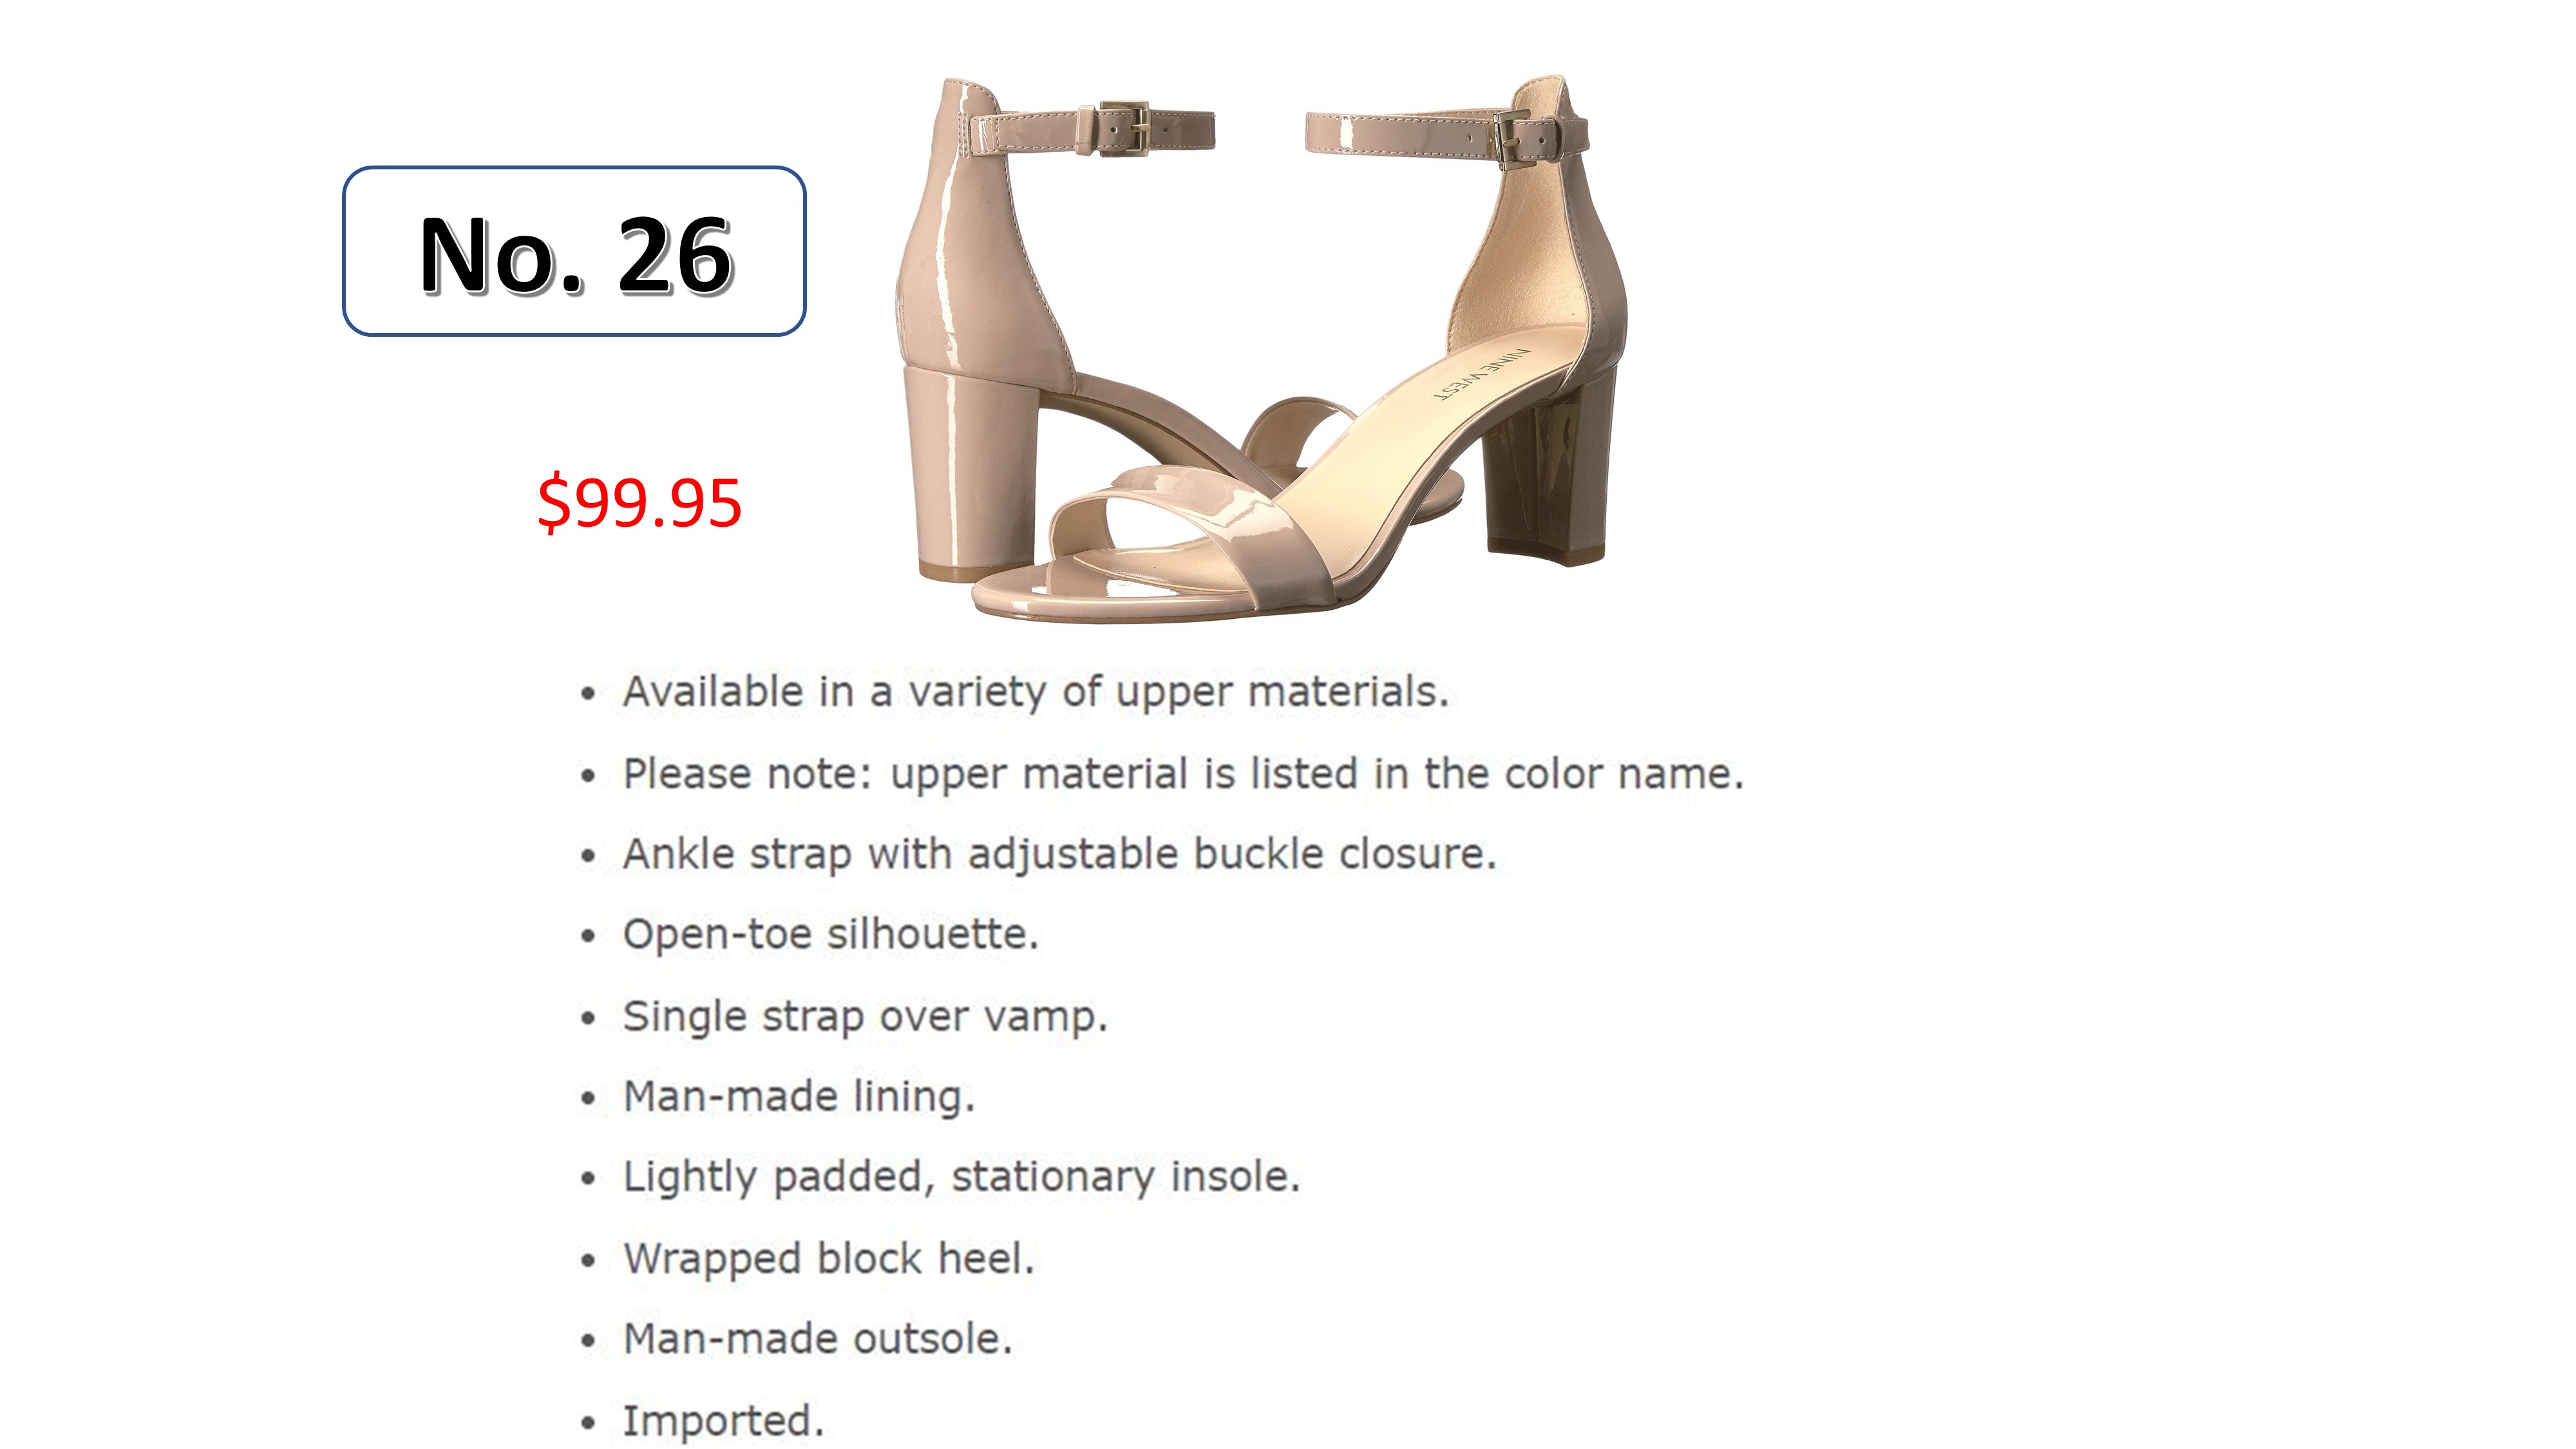 No. 26
NINE WEST
$99.95
• Available in a variety of upper materials.
• Please note: upper material is listed in the color name.
• Ankle strap with adjustable buckle closure.
• Open-toe silhouette.
• Single strap over vamp.
• Man-made lining.
• Lightly padded, stationary insole.
• Wrapped block heel.
• Man-made outsole.
• Imported.